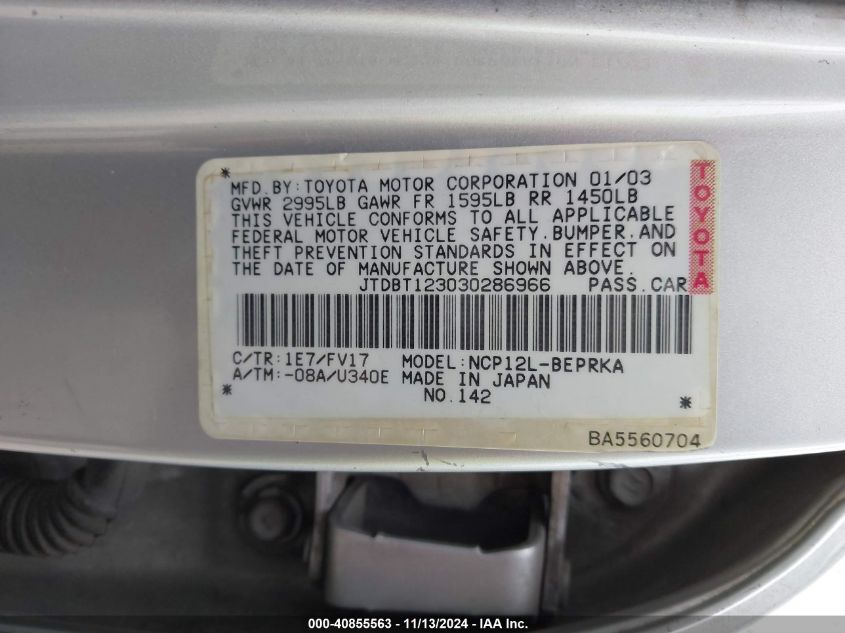 MFD.BY:TOYOTA MOTOR CORPORATION 01/03
GVWR 2995LB GAWR FR 1595LB RR 1450LB
THIS VEHICLE CONFORMS TO ALL APPLICABLE
FEDERAL MOTOR VEHICLE SAFETY.BUMPER.AND
THEFT PREVENTION STANDARDS IN EFFECT ON
THE DATE OF MANUFACTURE SHOWN ABOVE.
JTDBT123030286966 PASS.CAR
TOYOTA
C/TR:1E7/FV17 MODEL:NCP12L-BEPRKA
A/TM:-08A/U340E MADE IN JAPAN
NO.142
BA5560704
000-40855563 - 11/13/2024 - IAA Inc.